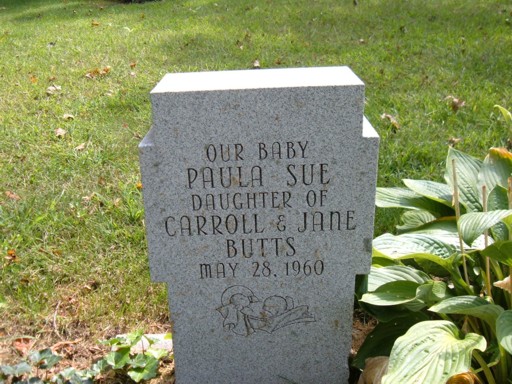 OUR BABY
PAULA SUE
DAUGHTER OF
CARROLL & JANE
BUTTS
MAY 28, 1960